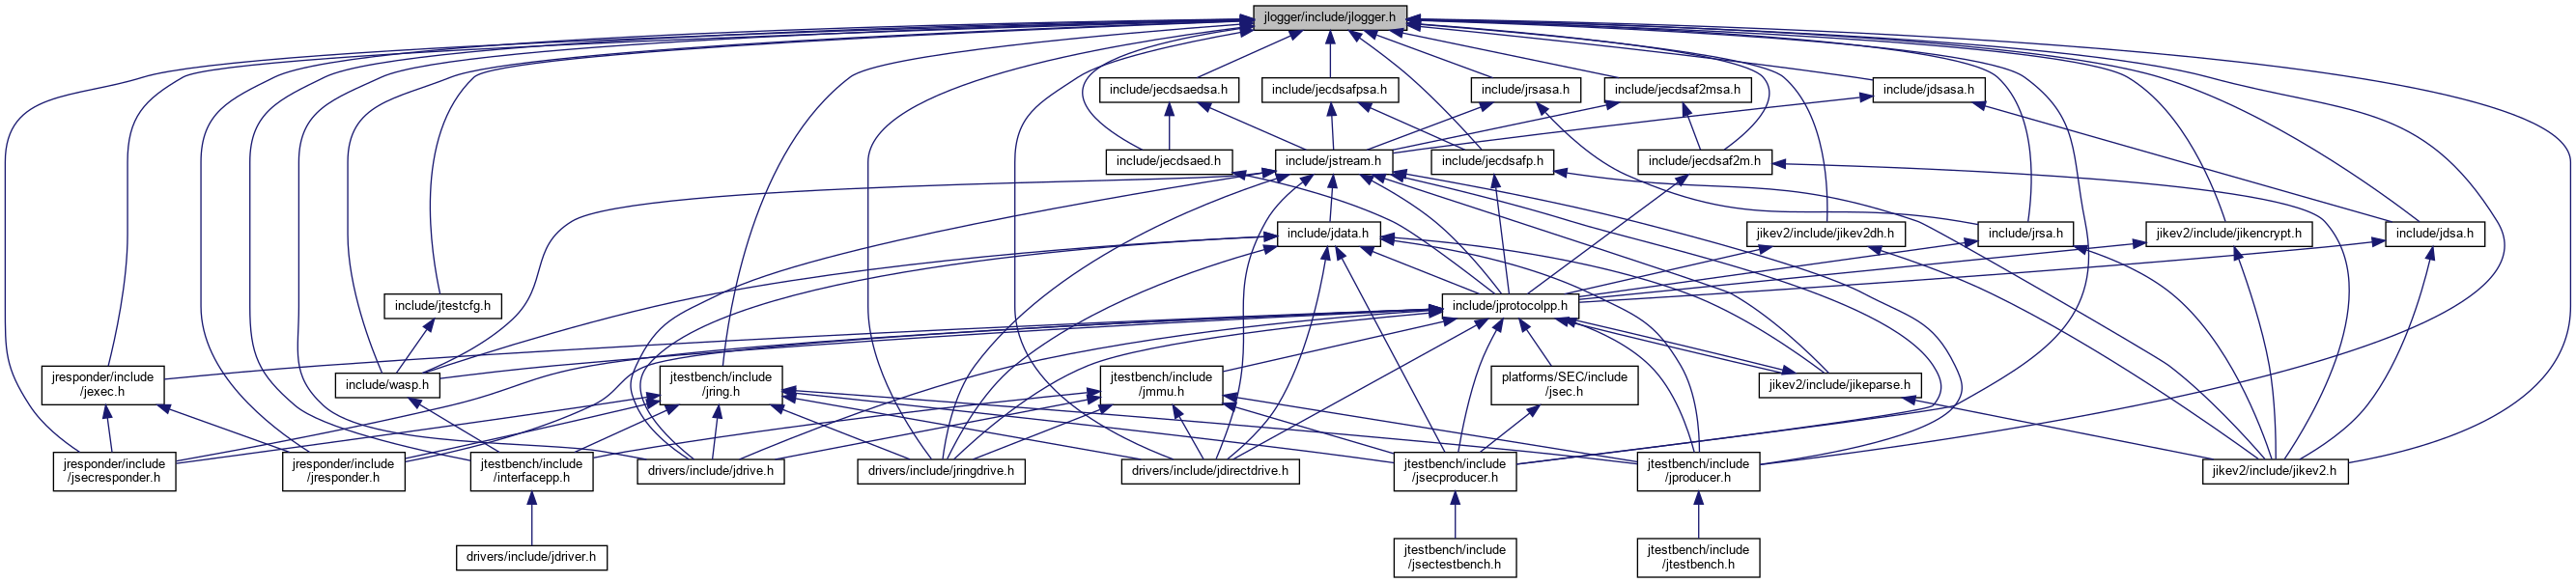 jlogger/include/jlogger.h
include/jecdsaedsa.h
include/jecdsafpsa.h
include/jrsasa.h
include/jecdsaf2msa.h
include/jdsasa.h
include/jecdsaed.h
include/jstream.h
include/jecdsafp.h
include/jecdsaf2m.h
include/jdata.h
jikev2/include/jikev2dh.h
include/jrsa.h
jikev2/include/jikencrypt.h
include/jdsa.h
include/jtestcfg.h
include/jprotocolpp.h
jresponder/include
/jexec.h
include/wasp.h
jtestbench/include
/jring.h
jtestbench/include
/jmmu.h
platforms/SEC/include
/jsec.h
jikev2/include/jikeparse.h
jresponder/include
/jsecresponder.h
jresponder/include
/jresponder.h
jtestbench/include
/interfacepp.h
drivers/include/jdrive.h
drivers/include/jringdrive.h
drivers/include/jdirectdrive.h
jtestbench/include
/jsecproducer.h
jtestbench/include
/jproducer.h
jikev2/include/jikev2.h
drivers/include/jdriver.h
jtestbench/include
/jsectestbench.h
jtestbench/include
/jtestbench.h